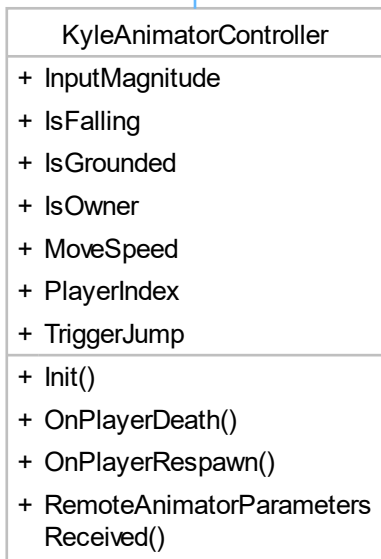 KyleAnimatorController
+ InputMagnitude
+ IsFalling
+ IsGrounded
+ IsOwner
+ MoveSpeed
+ PlayerIndex
+ TriggerJump
+ Init()
+ OnPlayerDeath()
+ OnPlayerRespawn()
+ RemoteAnimatorParameters
Received()